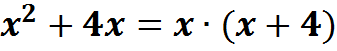 x² + 4x = x · (x + 4)